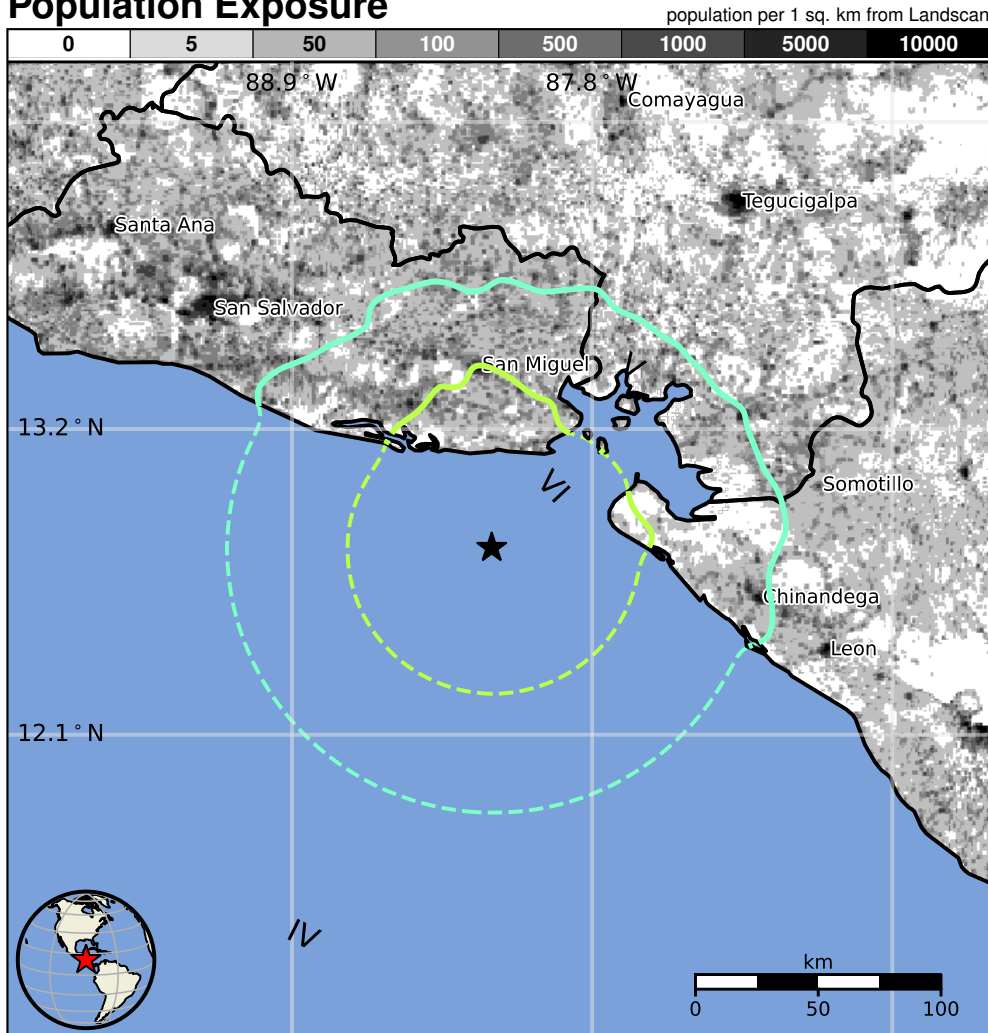 Population Exposure
population per 1 sq. km from Landscan
0 5 50 100 500 1000 5000 10000
88.9°W 87.8°W
Comayagua
Tegucigalpa
Santa Ana
San Salvador
San Miguel
V
13.2°N
Somotillo
VI
Chinandega
Leon
12.1°N
IV
km
0 50 100